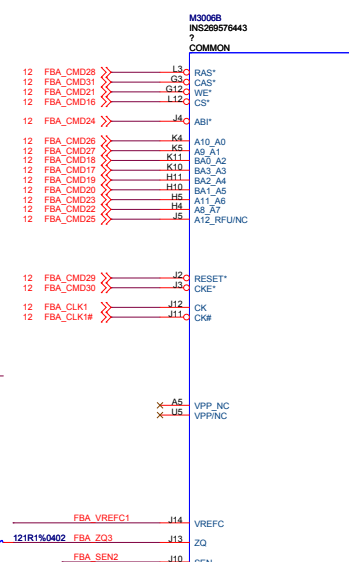 M3006B
INS269576443
?
COMMON
12 FBA_CMD28 L3 RAS*
12 FBA_CMD31 G3 CAS*
12 FBA_CMD21 G12 WE*
12 FBA_CMD16 L12 CS*
12 FBA_CMD24 J4 ABI*
12 FBA_CMD26 K4 A10_A0
12 FBA_CMD27 K5 A9_A1
12 FBA_CMD18 K11 BA0_A2
12 FBA_CMD17 K10 BA3_A3
12 FBA_CMD19 H11 BA2_A4
12 FBA_CMD20 H10 BA1_A5
12 FBA_CMD23 H5 A11_A6
12 FBA_CMD22 H4 A8_A7
12 FBA_CMD25 J5 A12_RFU/NC
12 FBA_CMD29 J2 RESET*
12 FBA_CMD30 J3 CKE*
12 FBA_CLK1 J12 CK
12 FBA_CLK1# J11 CK#
A5 VPP_NC
U5 VPP/NC
FBA_VREFC1 J14 VREFC
121R1%0402 FBA_ZQ3 J13 ZQ
FBA_SEN2 J10 SEN